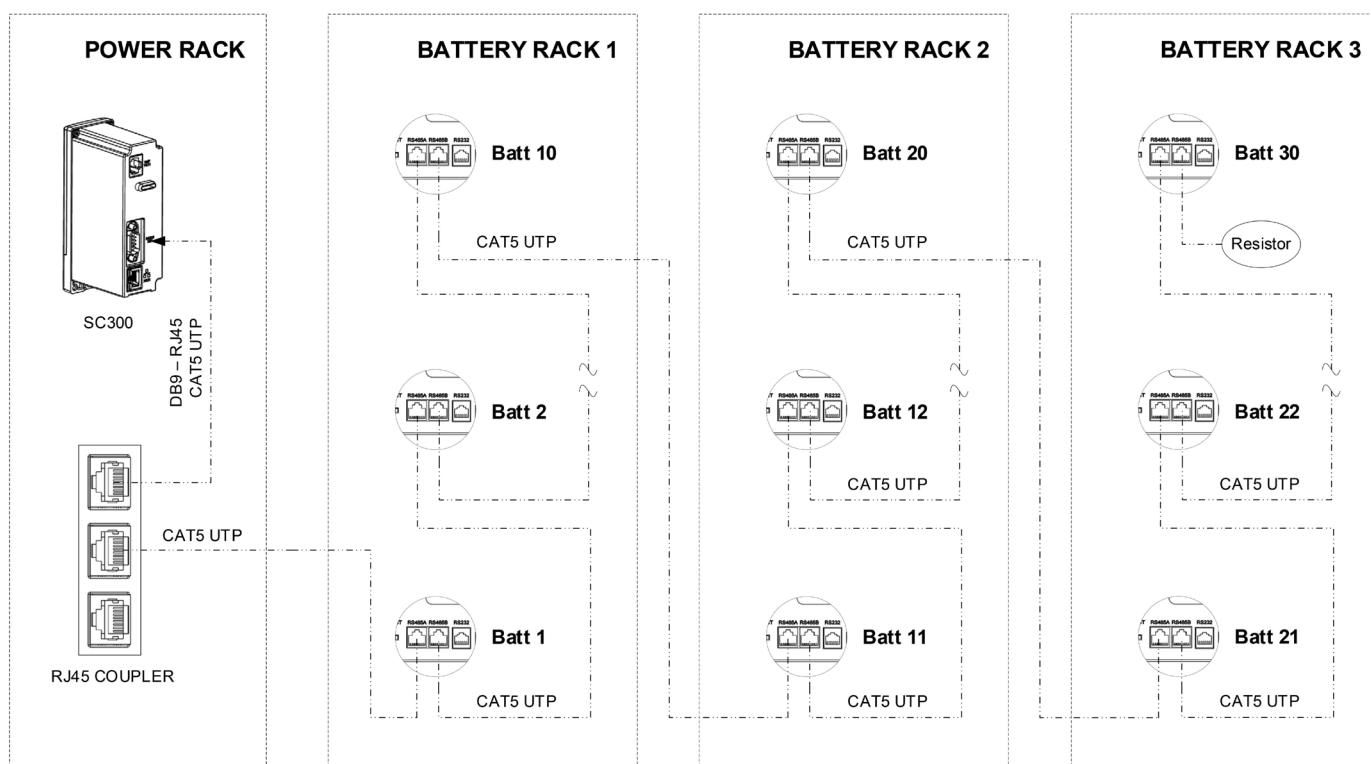 POWER RACK
SC300
DB9 – RJ45
CAT5 UTP
CAT5 UTP
RJ45 COUPLER
BATTERY RACK 1
RS485A RS485B RS232
Batt 10
CAT5 UTP
RS485A RS485B RS232
Batt 2
RS485A RS485B RS232
Batt 1
CAT5 UTP
BATTERY RACK 2
RS485A RS485B RS232
Batt 20
CAT5 UTP
RS485A RS485B RS232
Batt 12
CAT5 UTP
RS485A RS485B RS232
Batt 11
CAT5 UTP
BATTERY RACK 3
RS485A RS485B RS232
Batt 30
Resistor
RS485A RS485B RS232
Batt 22
CAT5 UTP
RS485A RS485B RS232
Batt 21
CAT5 UTP